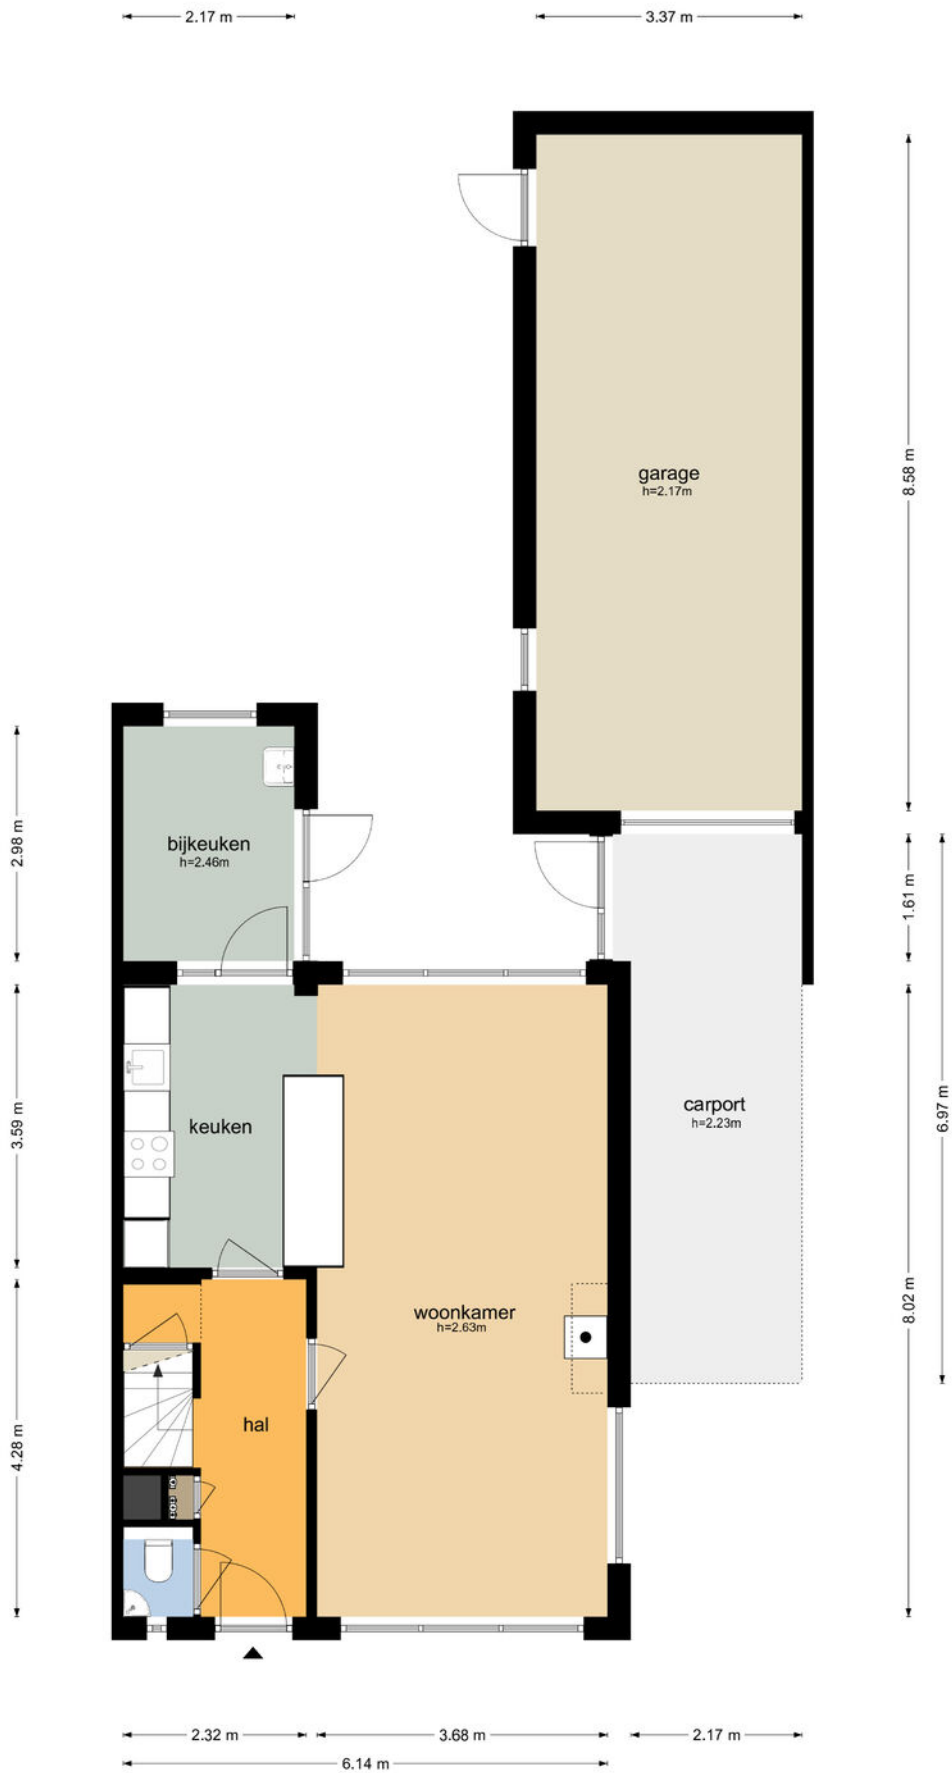 2.17 m
3.37 m
garage
h=2.17m
8.58 m
bijkeuken
h=2.46m
2.98 m
1.61 m
keuken
3.59 m
carport
h=2.23m
6.97 m
woonkamer
h=2.63m
8.02 m
hal
4.28 m
2.32 m
3.68 m
2.17 m
6.14 m